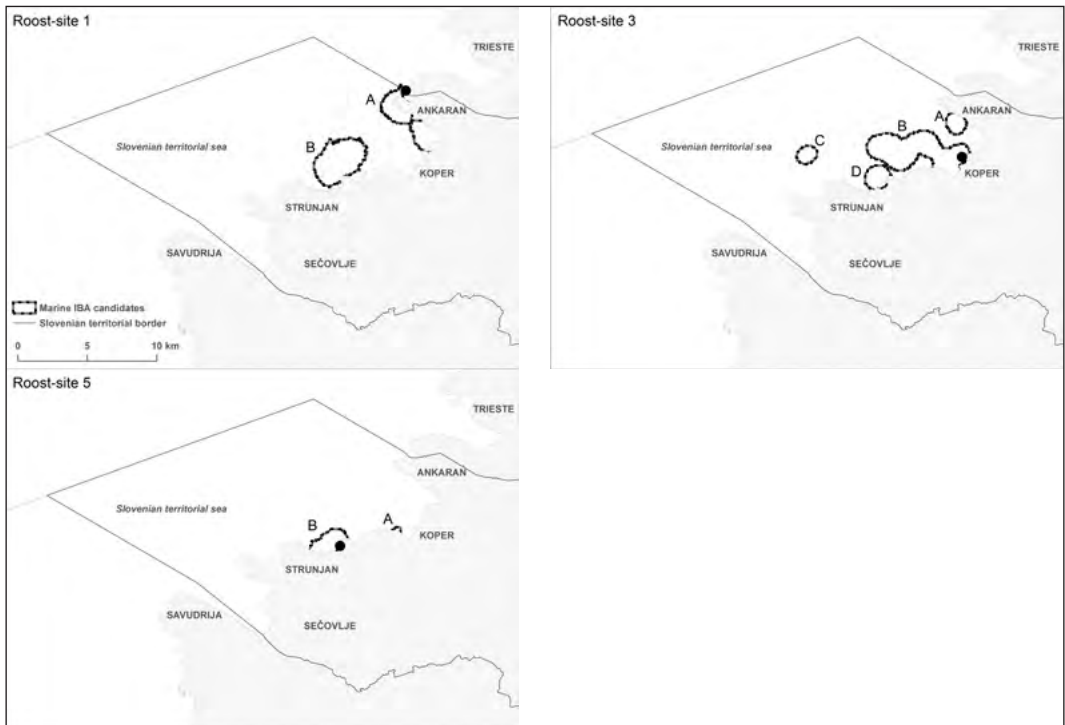 Roost-site 1
TRIESTE
A
ANKARAN
B
Slovenian territorial sea
KOPER
STRUNJAN
SAVUDRIJA
SEČOVLJE
Marine IBA candidates
Slovenian territorial border
0 5 10 km
Roost-site 3
TRIESTE
A
ANKARAN
B
C
Slovenian territorial sea
D
KOPER
STRUNJAN
SAVUDRIJA
SEČOVLJE
Roost-site 5
TRIESTE
ANKARAN
Slovenian territorial sea
B
A
KOPER
STRUNJAN
SAVUDRIJA
SEČOVLJE